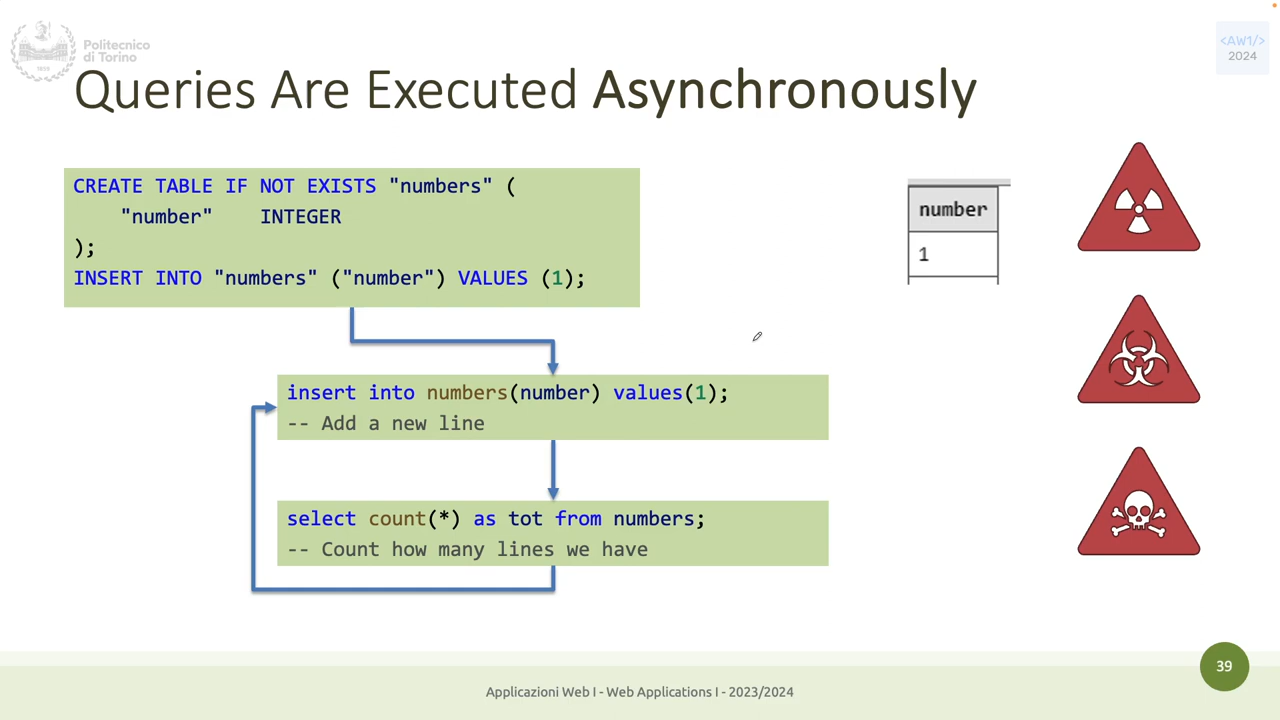 Politecnico
di Torino
1859
<AW1/>
2024
Queries Are Executed Asynchronously
CREATE TABLE IF NOT EXISTS "numbers" (
"number" INTEGER
);
INSERT INTO "numbers" ("number") VALUES (1);
number
1
insert into numbers(number) values(1);
-- Add a new line
select count(*) as tot from numbers;
-- Count how many lines we have
39
Applicazioni Web I - Web Applications I - 2023/2024